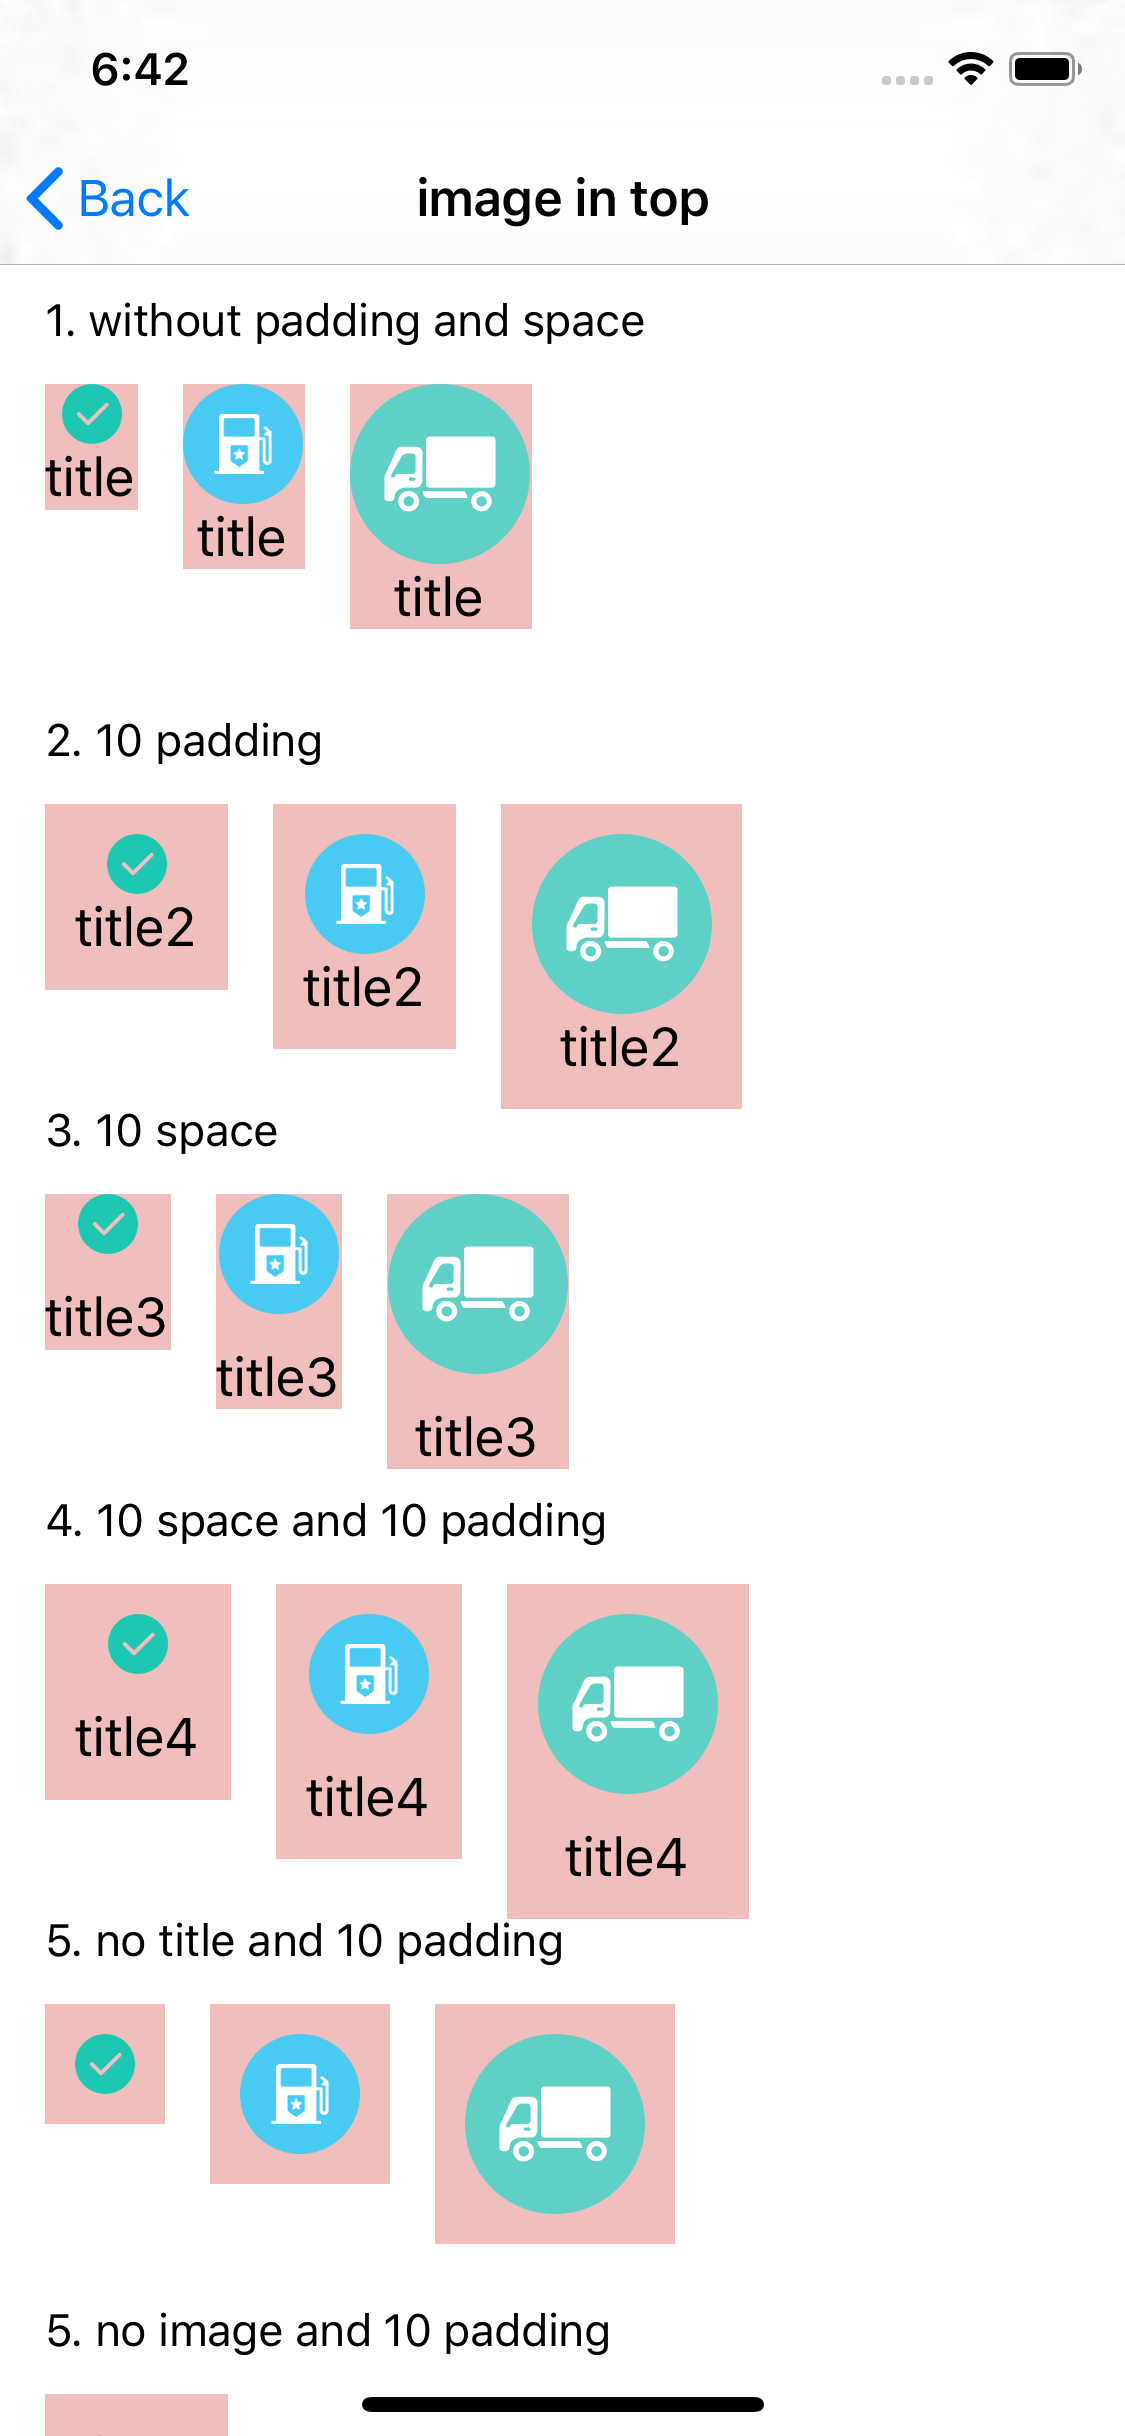 6:42
Back
image in top
1. without padding and space
title
title
title
2. 10 padding
title2
title2
title2
3. 10 space
title3
title3
title3
4. 10 space and 10 padding
title4
title4
title4
5. no title and 10 padding
5. no image and 10 padding